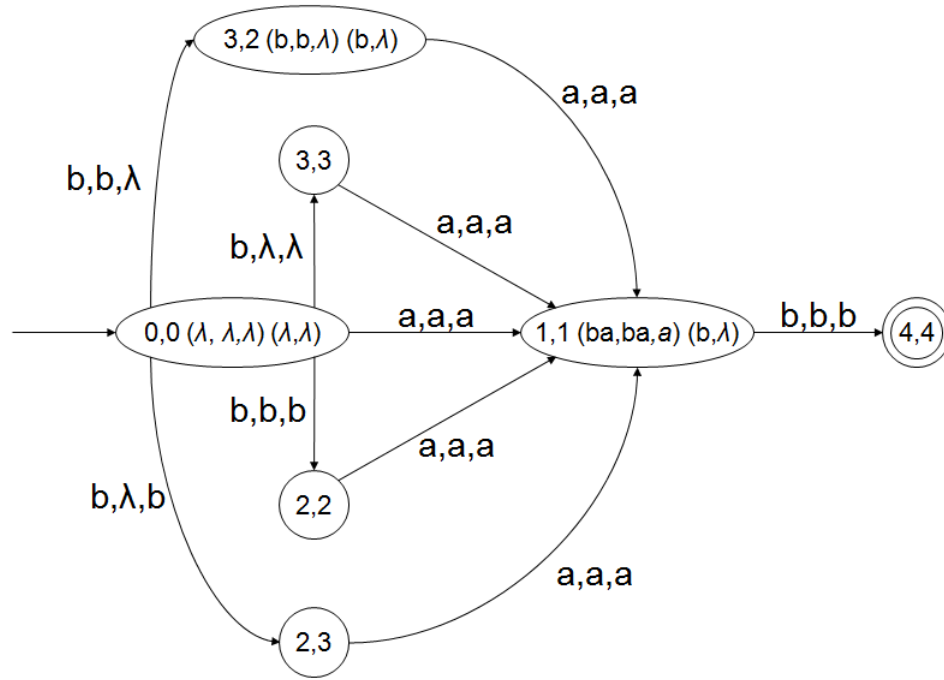 3,2 (b,b,λ) (b,λ)
a,a,a
3,3
b,b,λ
a,a,a
b,λ,λ
0,0 (λ, λ,λ) (λ,λ)
a,a,a
1,1 (ba,ba,a) (b,λ)
b,b,b
4,4
b,b,b
a,a,a
b,λ,b
2,2
a,a,a
2,3